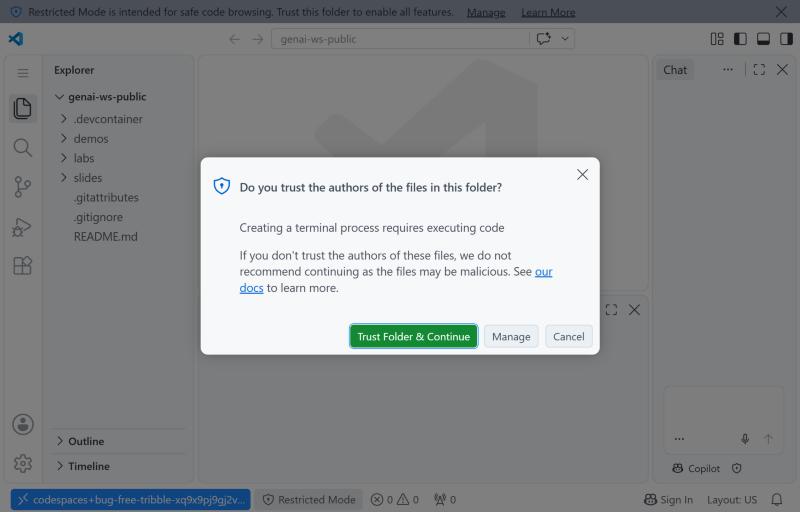 Restricted Mode is intended for safe code browsing. Trust this folder to enable all features. Manage Learn More
genai-ws-public
Explorer
genai-ws-public
.devcontainer
demos
labs
slides
.gitattributes
.gitignore
README.md
Outline
Timeline
Chat
Do you trust the authors of the files in this folder?
Creating a terminal process requires executing code
If you don't trust the authors of these files, we do not
recommend continuing as the files may be malicious. See our
docs to learn more.
Trust Folder & Continue
Manage
Cancel
Copilot
codespaces+bug-free-tribble-xq9x9pj9gj2v...
Restricted Mode
0
0
0
Sign In
Layout: US